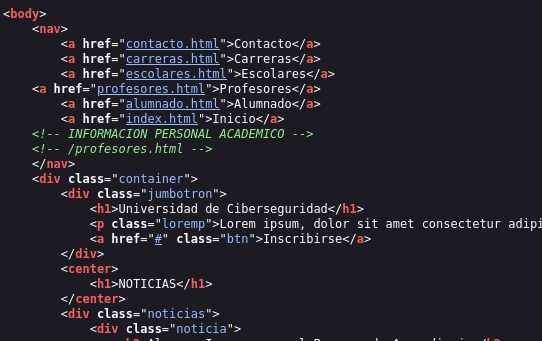 <body>
<nav>
<a href="contacto.html">Contacto</a>
<a href="carreras.html">Carreras</a>
<a href="escolares.html">Escolares</a>
<a href="profesores.html">Profesores</a>
<a href="alumnado.html">Alumnado</a>
<a href="index.html">Inicio</a>
<!-- INFORMACION PERSONAL ACADEMICO -->
<!-- /profesores.html -->
</nav>
<div class="container">
<div class="jumbotron">
<h1>Universidad de Ciberseguridad</h1>
<p class="loremp">Lorem ipsum, dolor sit amet consectetur adipi
<a href="#" class="btn">Inscribirse</a>
</div>
<center>
<h1>NOTICIAS</h1>
</center>
<div class="noticias">
<div class="noticia">